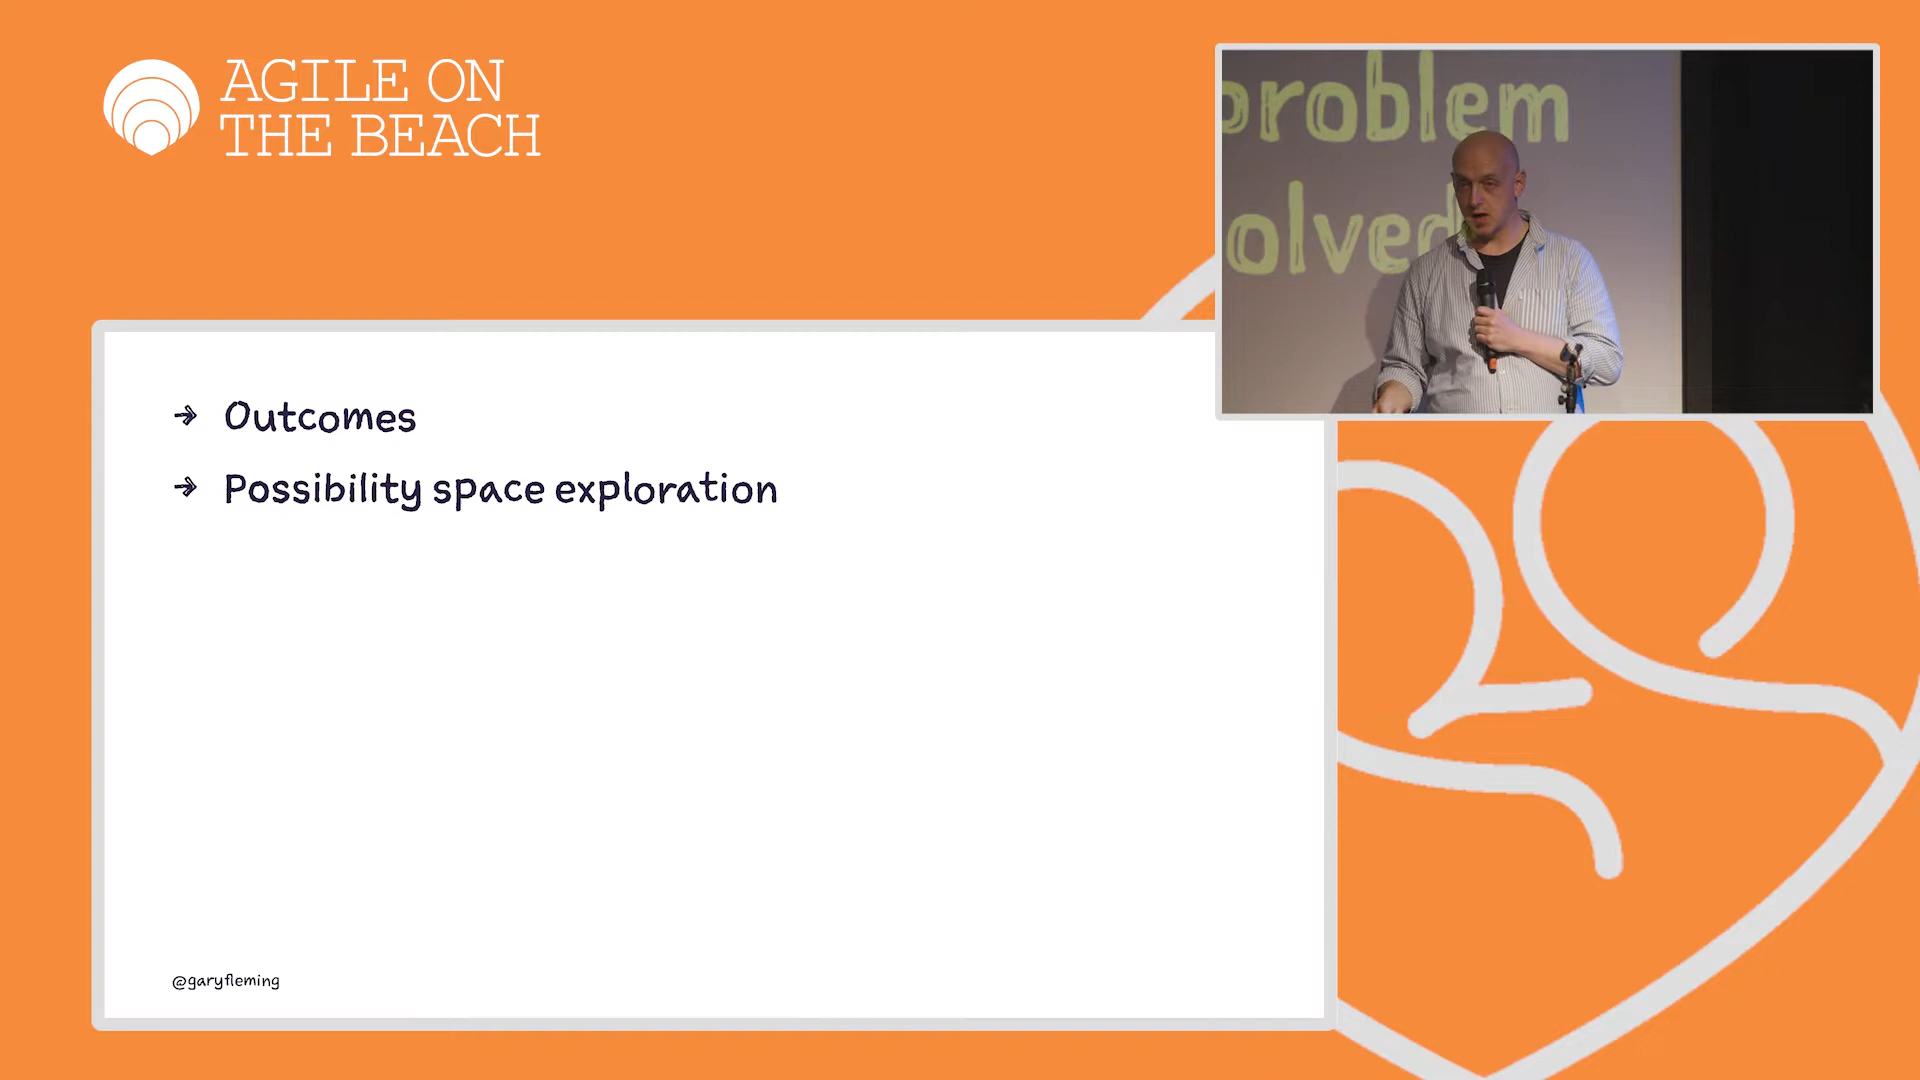 AGILE ON
THE BEACH
problem
olved
→ Outcomes
→ Possibility space exploration
@garyfleming